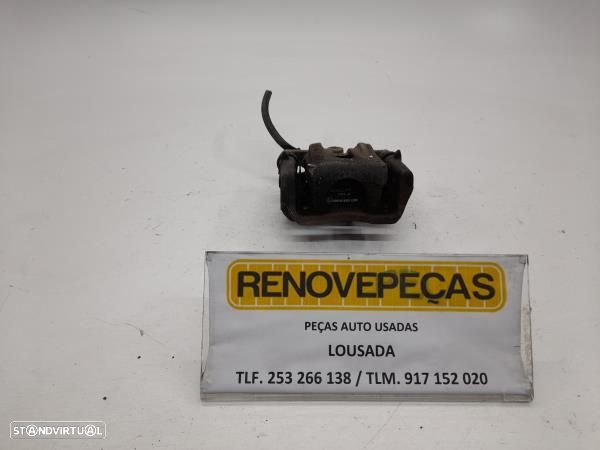 RENOVEPEÇAS
PEÇAS AUTO USADAS
LOUSADA
TLF. 253 266 138 / TLM. 917 152 020
STANDVIRTUAL